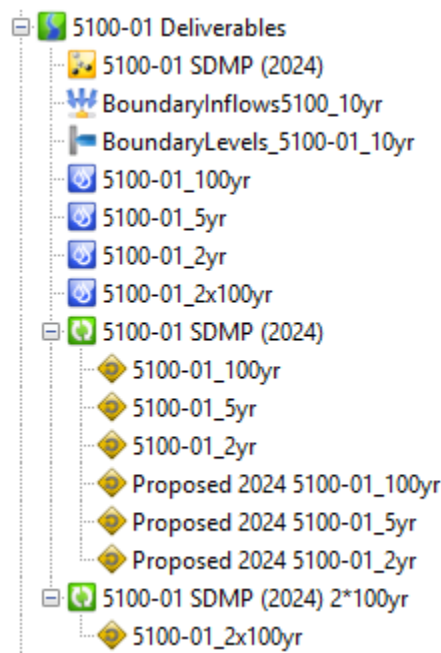 5100-01 Deliverables
5100-01 SDMP (2024)
BoundaryInflows5100_10yr
BoundaryLevels_5100-01_10yr
5100-01_100yr
5100-01_5yr
5100-01_2yr
5100-01_2x100yr
5100-01 SDMP (2024)
5100-01_100yr
5100-01_5yr
5100-01_2yr
Proposed 2024 5100-01_100yr
Proposed 2024 5100-01_5yr
Proposed 2024 5100-01_2yr
5100-01 SDMP (2024) 2*100yr
5100-01_2x100yr